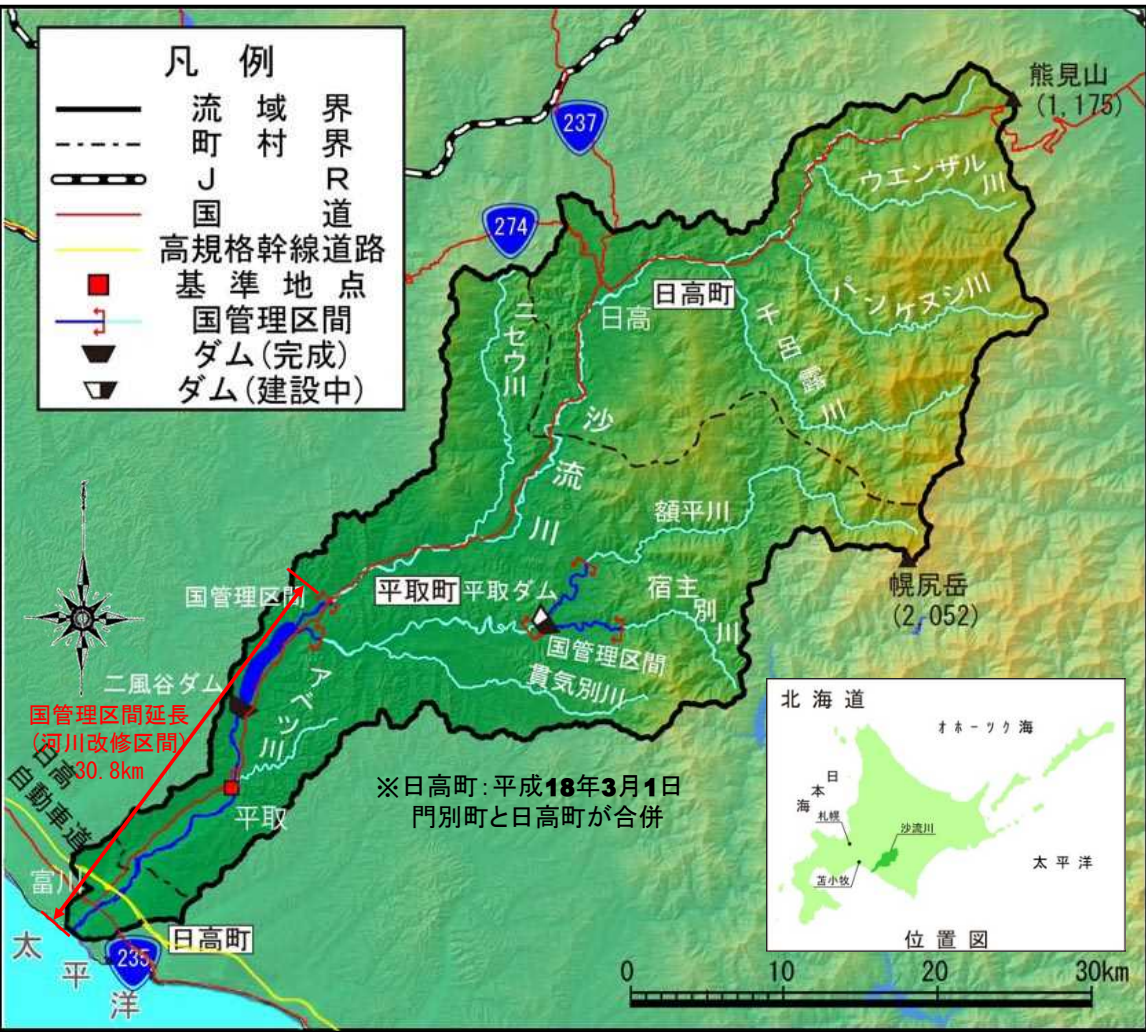 凡 例
流 域 界
町 村 界
J R
国 道
高規格幹線道路
基 準 地 点
国管理区間
ダム(完成)
ダム(建設中)
237
274
熊見山
(1,175)
ウエンザル川
パンケヌシ川
千呂露川
日高町
日高
ニセウ川
沙流川
額平川
幌尻岳
(2,052)
宿主別川
平取町
平取ダム
国管理区間
貫気別川
国管理区間
アベツ川
二風谷ダム
国管理区間延長
(河川改修区間)
30.8km
日高
自動車道
平取
富川
日高町
235
太平洋
※日高町:平成18年3月1日
門別町と日高町が合併
北海道
オホーツク海
日本海
札幌
沙流川
苫小牧
太平洋
位置図
0 10 20 30km